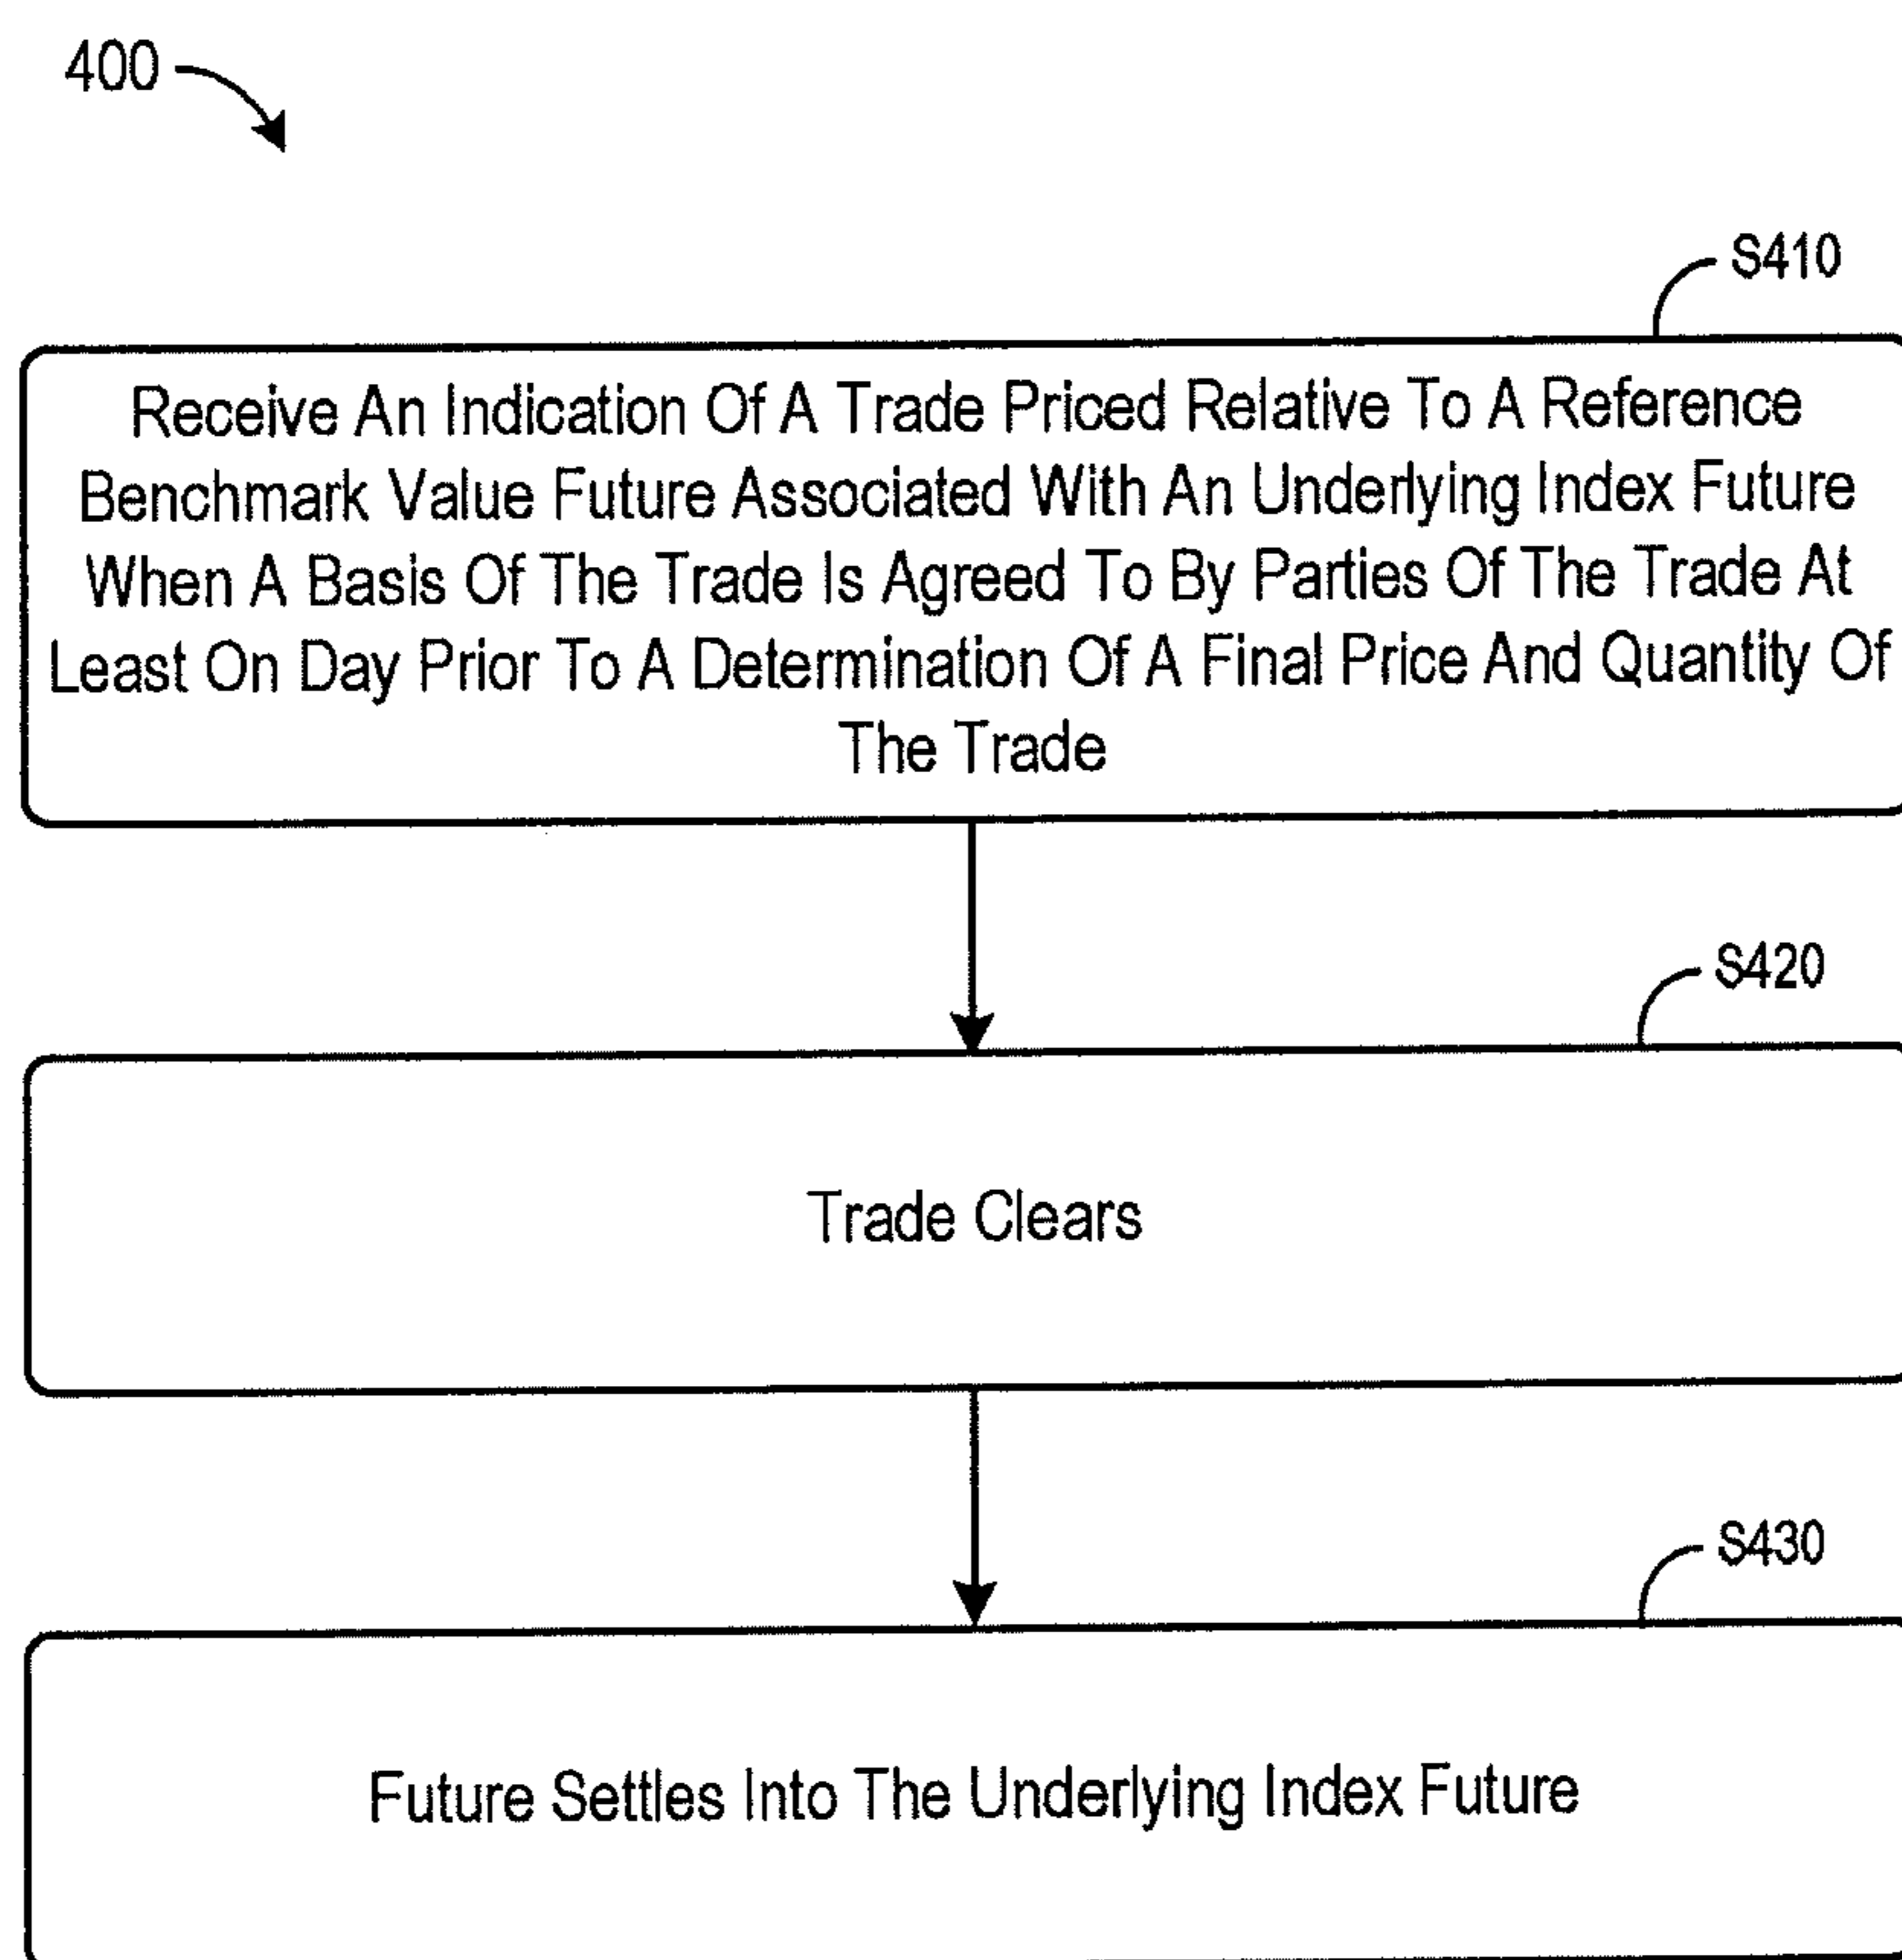 400
S410
Receive An Indication Of A Trade Priced Relative To A Reference
Benchmark Value Future Associated With An Underlying Index Future
When A Basis Of The Trade Is Agreed To By Parties Of The Trade At
Least On Day Prior To A Determination Of A Final Price And Quantity Of
The Trade
S420
Trade Clears
S430
Future Settles Into The Underlying Index Future